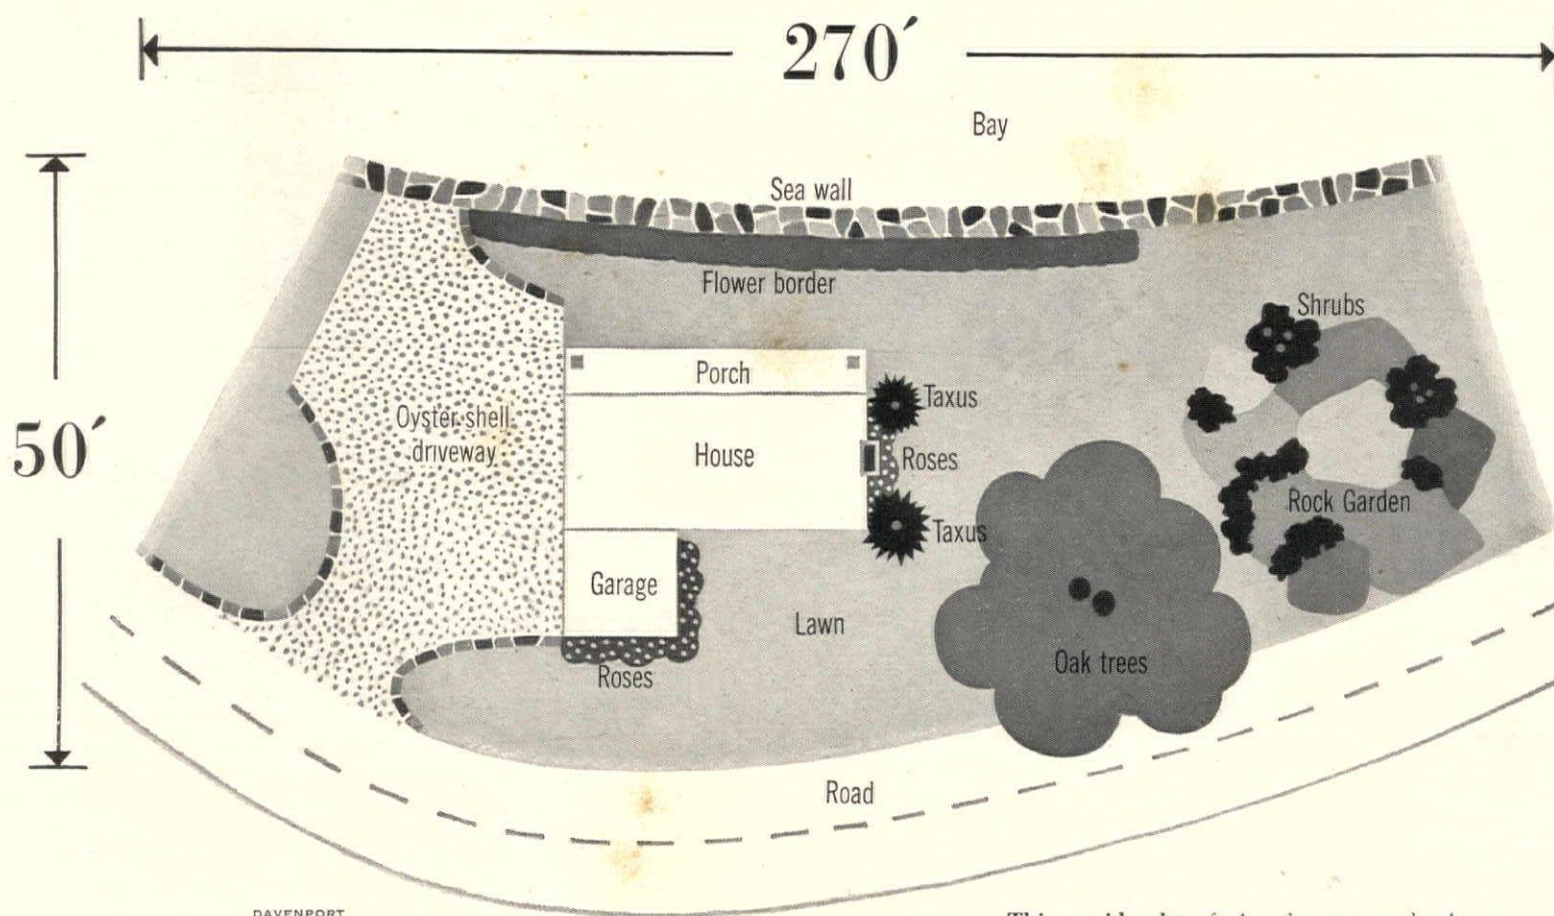 270′
Bay
Sea wall
Flower border
Shrubs
Porch
Taxus
50′
Oyster shell
driveway
House
Roses
Rock Garden
Taxus
Garage
Lawn
Oak trees
Roses
Road
DAVENPORT